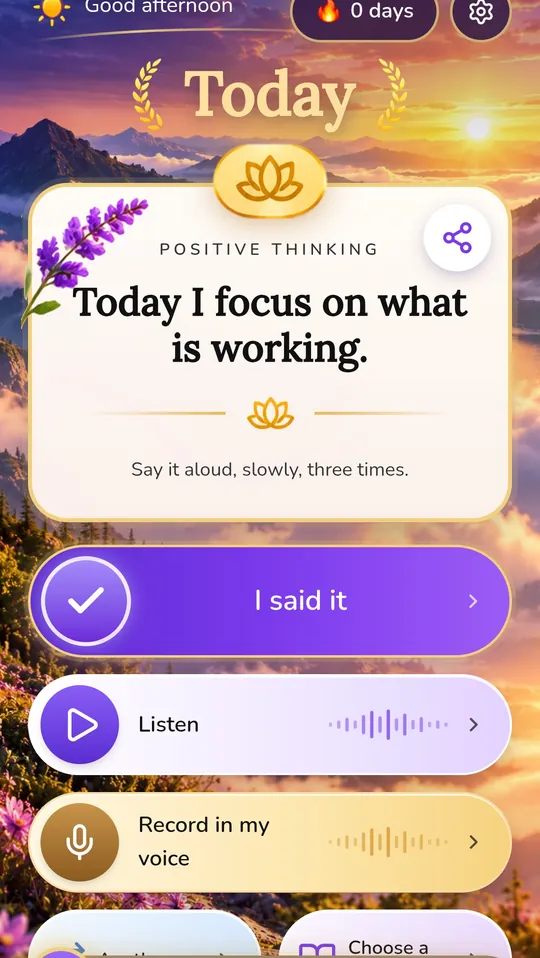 Good afternoon
0 days
Today
POSITIVE THINKING
Today I focus on what
is working.
Say it aloud, slowly, three times.
I said it
Listen
Record in my
voice
Choose a